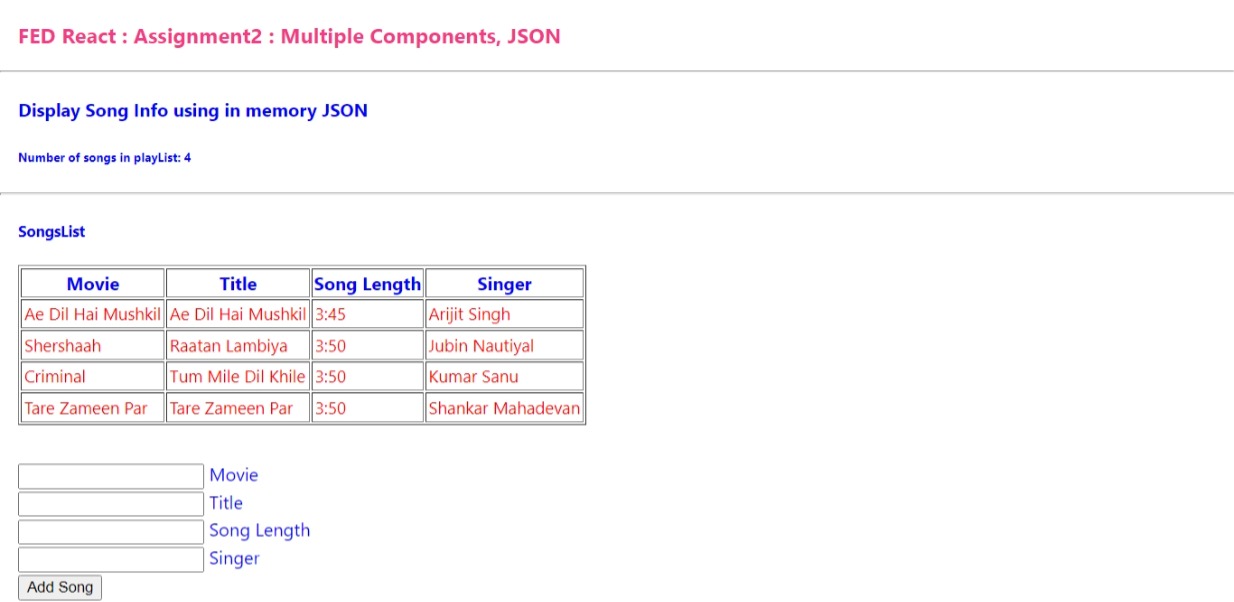 FED React : Assignment2 : Multiple Components, JSON
Display Song Info using in memory JSON
Number of songs in playList: 4
SongsList
Movie Title Song Length Singer
Ae Dil Hai Mushkil Ae Dil Hai Mushkil 3:45 Arijit Singh
Shershaah Raatan Lambiya 3:50 Jubin Nautiyal
Criminal Tum Mile Dil Khile 3:50 Kumar Sanu
Tare Zameen Par Tare Zameen Par 3:50 Shankar Mahadevan
Movie
Title
Song Length
Singer
Add Song